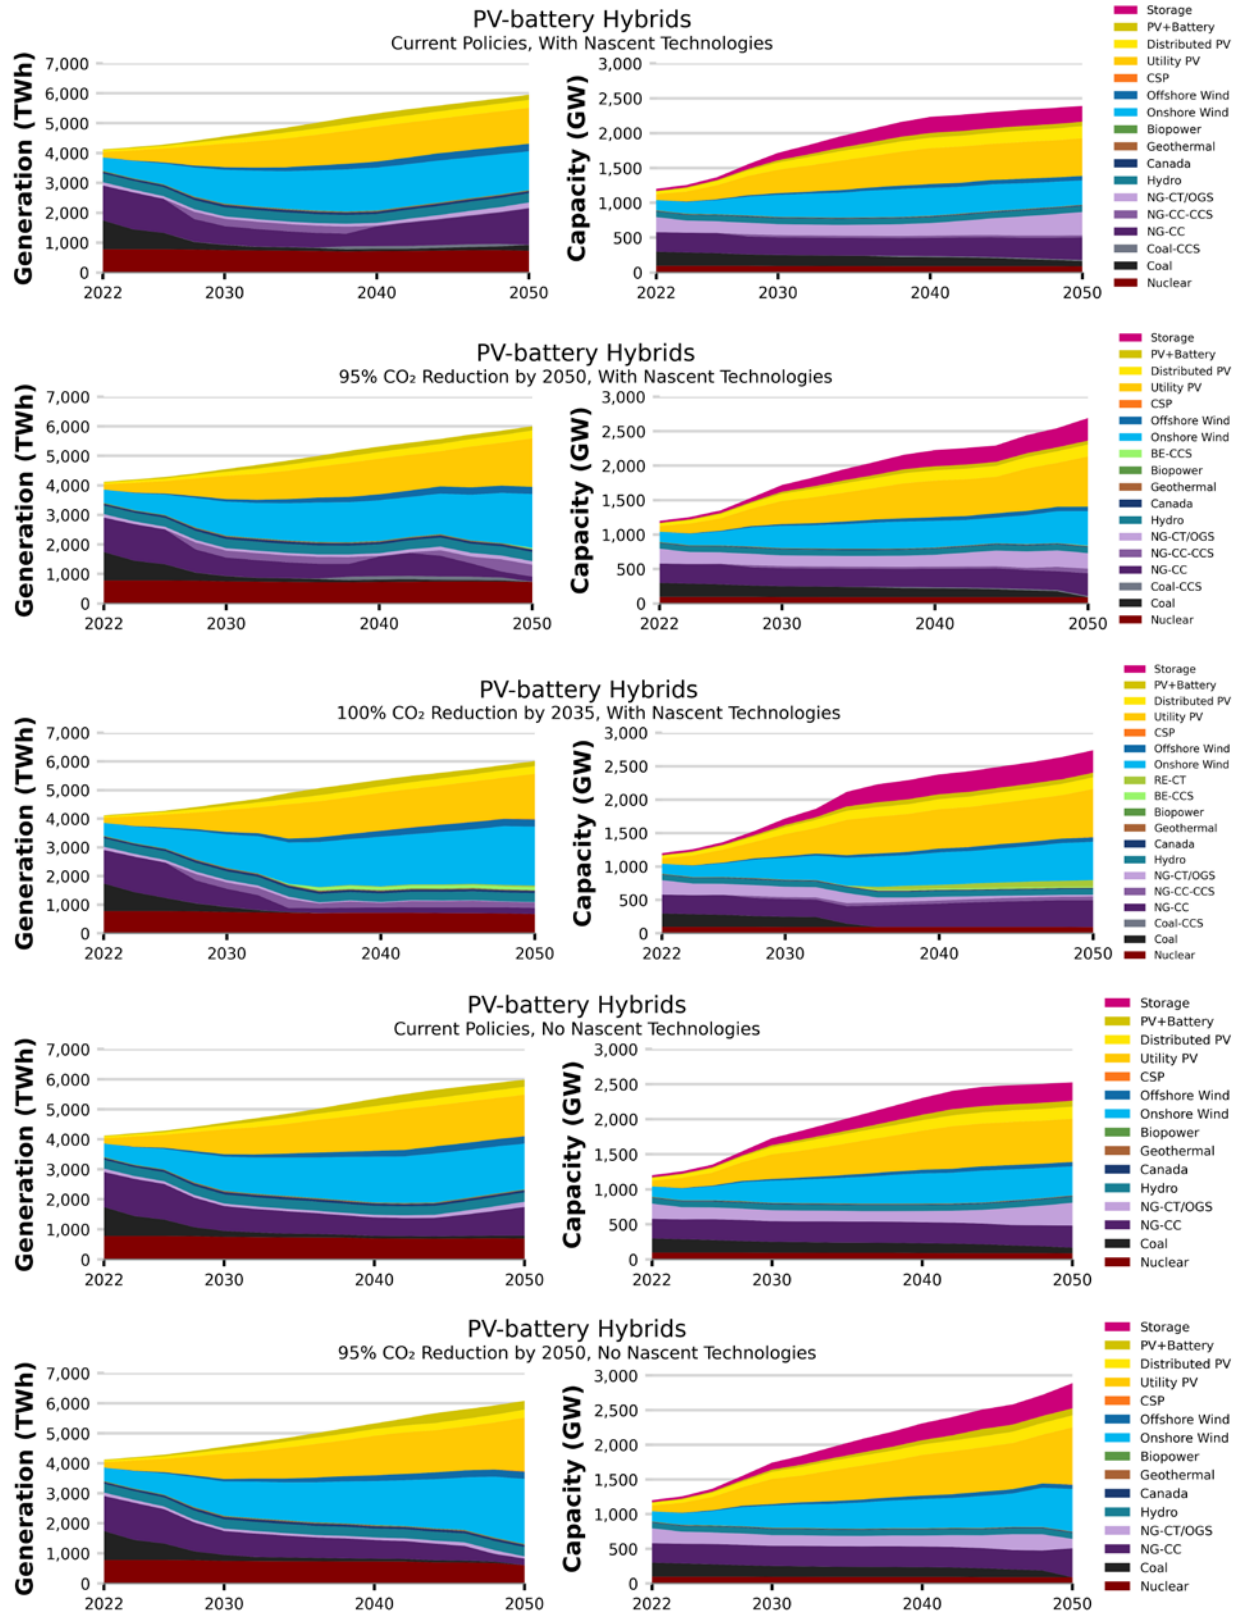 PV-battery Hybrids
Current Policies, With Nascent Technologies
Generation (TWh)
7,000
6,000
5,000
4,000
3,000
2,000
1,000
0
2022 2030 2040 2050
Capacity (GW)
3,000
2,500
2,000
1,500
1,000
500
0
2022 2030 2040 2050
Storage
PV+Battery
Distributed PV
Utility PV
CSP
Offshore Wind
Onshore Wind
Biopower
Geothermal
Canada
Hydro
NG-CT/OGS
NG-CC-CCS
NG-CC
Coal-CCS
Coal
Nuclear
PV-battery Hybrids
95% CO₂ Reduction by 2050, With Nascent Technologies
Generation (TWh)
7,000
6,000
5,000
4,000
3,000
2,000
1,000
0
2022 2030 2040 2050
Capacity (GW)
3,000
2,500
2,000
1,500
1,000
500
0
2022 2030 2040 2050
Storage
PV+Battery
Distributed PV
Utility PV
CSP
Offshore Wind
Onshore Wind
BE-CCS
Biopower
Geothermal
Canada
Hydro
NG-CT/OGS
NG-CC-CCS
NG-CC
Coal-CCS
Coal
Nuclear
PV-battery Hybrids
100% CO₂ Reduction by 2035, With Nascent Technologies
Generation (TWh)
7,000
6,000
5,000
4,000
3,000
2,000
1,000
0
2022 2030 2040 2050
Capacity (GW)
3,000
2,500
2,000
1,500
1,000
500
0
2022 2030 2040 2050
Storage
PV+Battery
Distributed PV
Utility PV
CSP
Offshore Wind
Onshore Wind
RE-CT
BE-CCS
Biopower
Geothermal
Canada
Hydro
NG-CT/OGS
NG-CC-CCS
NG-CC
Coal-CCS
Coal
Nuclear
PV-battery Hybrids
Current Policies, No Nascent Technologies
Generation (TWh)
7,000
6,000
5,000
4,000
3,000
2,000
1,000
0
2022 2030 2040 2050
Capacity (GW)
3,000
2,500
2,000
1,500
1,000
500
0
2022 2030 2040 2050
Storage
PV+Battery
Distributed PV
Utility PV
CSP
Offshore Wind
Onshore Wind
Biopower
Geothermal
Canada
Hydro
NG-CT/OGS
NG-CC
Coal
Nuclear
PV-battery Hybrids
95% CO₂ Reduction by 2050, No Nascent Technologies
Generation (TWh)
7,000
6,000
5,000
4,000
3,000
2,000
1,000
0
2022 2030 2040 2050
Capacity (GW)
3,000
2,500
2,000
1,500
1,000
500
0
2022 2030 2040 2050
Storage
PV+Battery
Distributed PV
Utility PV
CSP
Offshore Wind
Onshore Wind
Biopower
Geothermal
Canada
Hydro
NG-CT/OGS
NG-CC
Coal
Nuclear